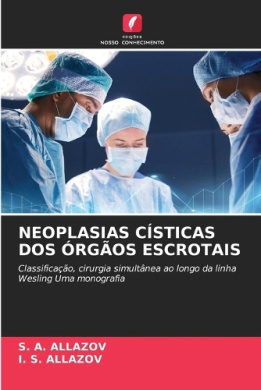 edições
NOSSO CONHECIMENTO
NEOPLASIAS CÍSTICAS
DOS ÓRGÃOS ESCROTAIS
Classificação, cirurgia simultânea ao longo da linha
Wesling Uma monografia
S. A. ALLAZOV
I. S. ALLAZOV